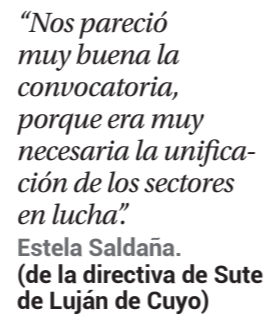 “Nos pareció
muy buena la
convocatoria,
porque era muy
necesaria la unifica-
ción de los sectores
en lucha”.
Estela Saldaña.
(de la directiva de Sute
de Luján de Cuyo)